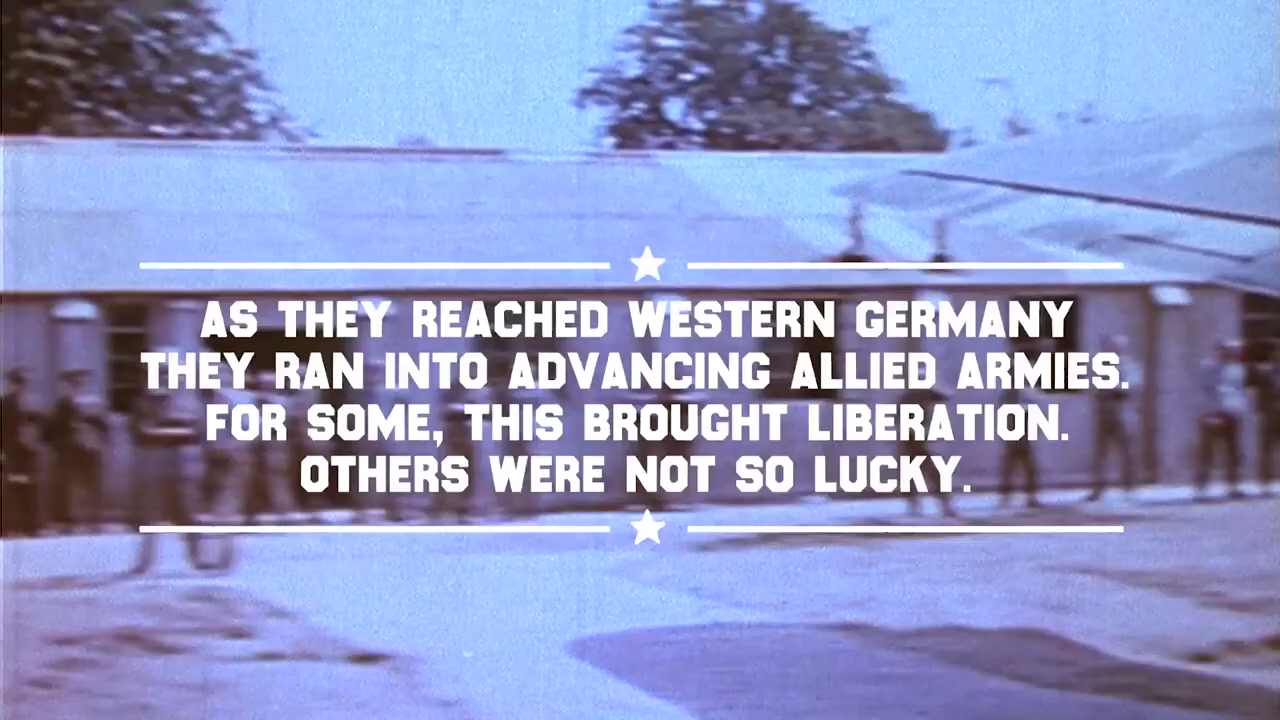 AS THEY REACHED WESTERN GERMANY
THEY RAN INTO ADVANCING ALLIED ARMIES.
FOR SOME, THIS BROUGHT LIBERATION.
OTHERS WERE NOT SO LUCKY.